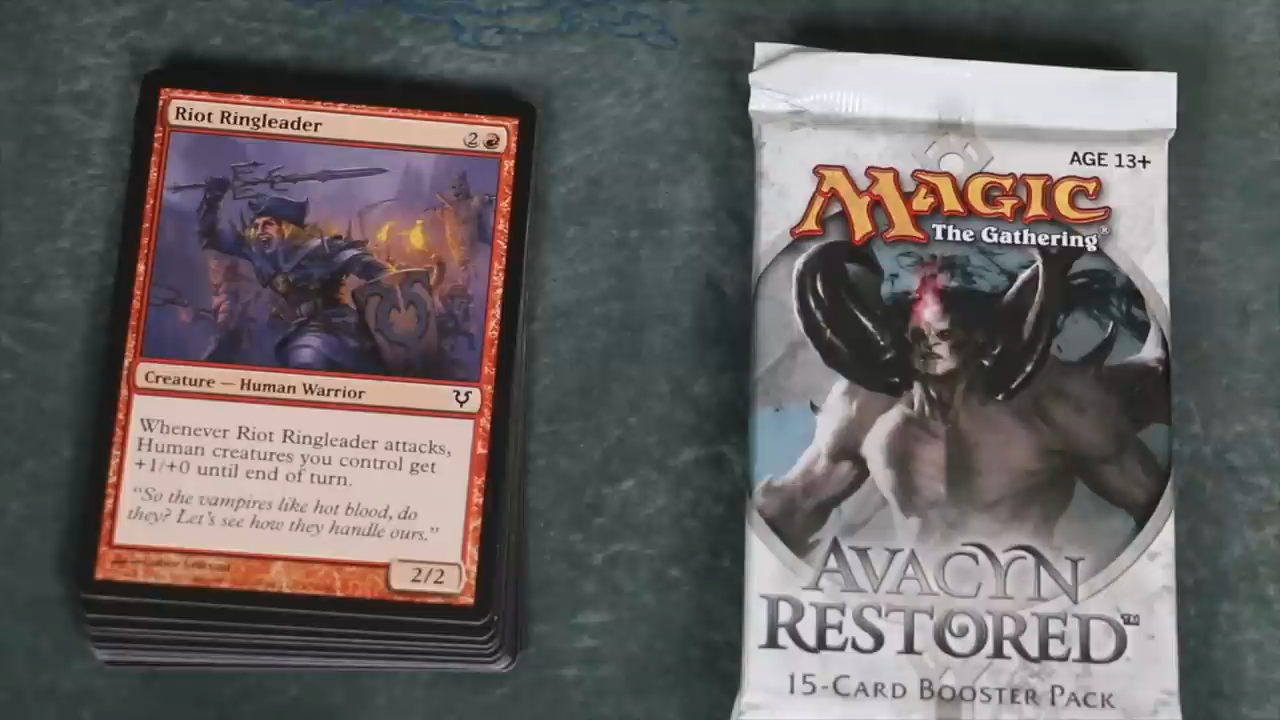 Riot Ringleader
2
Creature — Human Warrior
Whenever Riot Ringleader attacks,
Human creatures you control get
+1/+0 until end of turn.
"So the vampires like hot blood, do
they? Let's see how they handle ours."
2/2
AGE 13+
MAGIC
The Gathering®
AVACYN
RESTORED™
15-CARD BOOSTER PACK